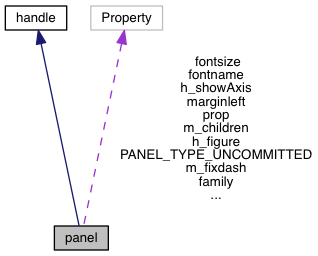 handle
Property
fontsize
fontname
h_showAxis
marginleft
prop
m_children
h_figure
PANEL_TYPE_UNCOMMITTED
m_fixdash
family
...
panel